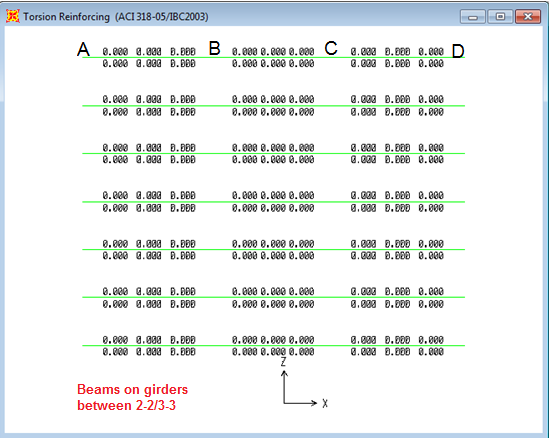 Torsion Reinforcing (ACI 318-05/IBC2003)
A 0.000 0.000 0.000 B 0.000 0.000 0.000 C 0.000 0.000 0.000 D
0.000 0.000 0.000 0.000 0.000 0.000 0.000 0.000 0.000
0.000 0.000 0.000 0.000 0.000 0.000 0.000 0.000 0.000
0.000 0.000 0.000 0.000 0.000 0.000 0.000 0.000 0.000
0.000 0.000 0.000 0.000 0.000 0.000 0.000 0.000 0.000
0.000 0.000 0.000 0.000 0.000 0.000 0.000 0.000 0.000
0.000 0.000 0.000 0.000 0.000 0.000 0.000 0.000 0.000
0.000 0.000 0.000 0.000 0.000 0.000 0.000 0.000 0.000
0.000 0.000 0.000 0.000 0.000 0.000 0.000 0.000 0.000
0.000 0.000 0.000 0.000 0.000 0.000 0.000 0.000 0.000
0.000 0.000 0.000 0.000 0.000 0.000 0.000 0.000 0.000
0.000 0.000 0.000 0.000 0.000 0.000 0.000 0.000 0.000
0.000 0.000 0.000 0.000 0.000 0.000 0.000 0.000 0.000
0.000 0.000 0.000 0.000 0.000 0.000 0.000 0.000 0.000
Z
X
Beams on girders
between 2-2/3-3